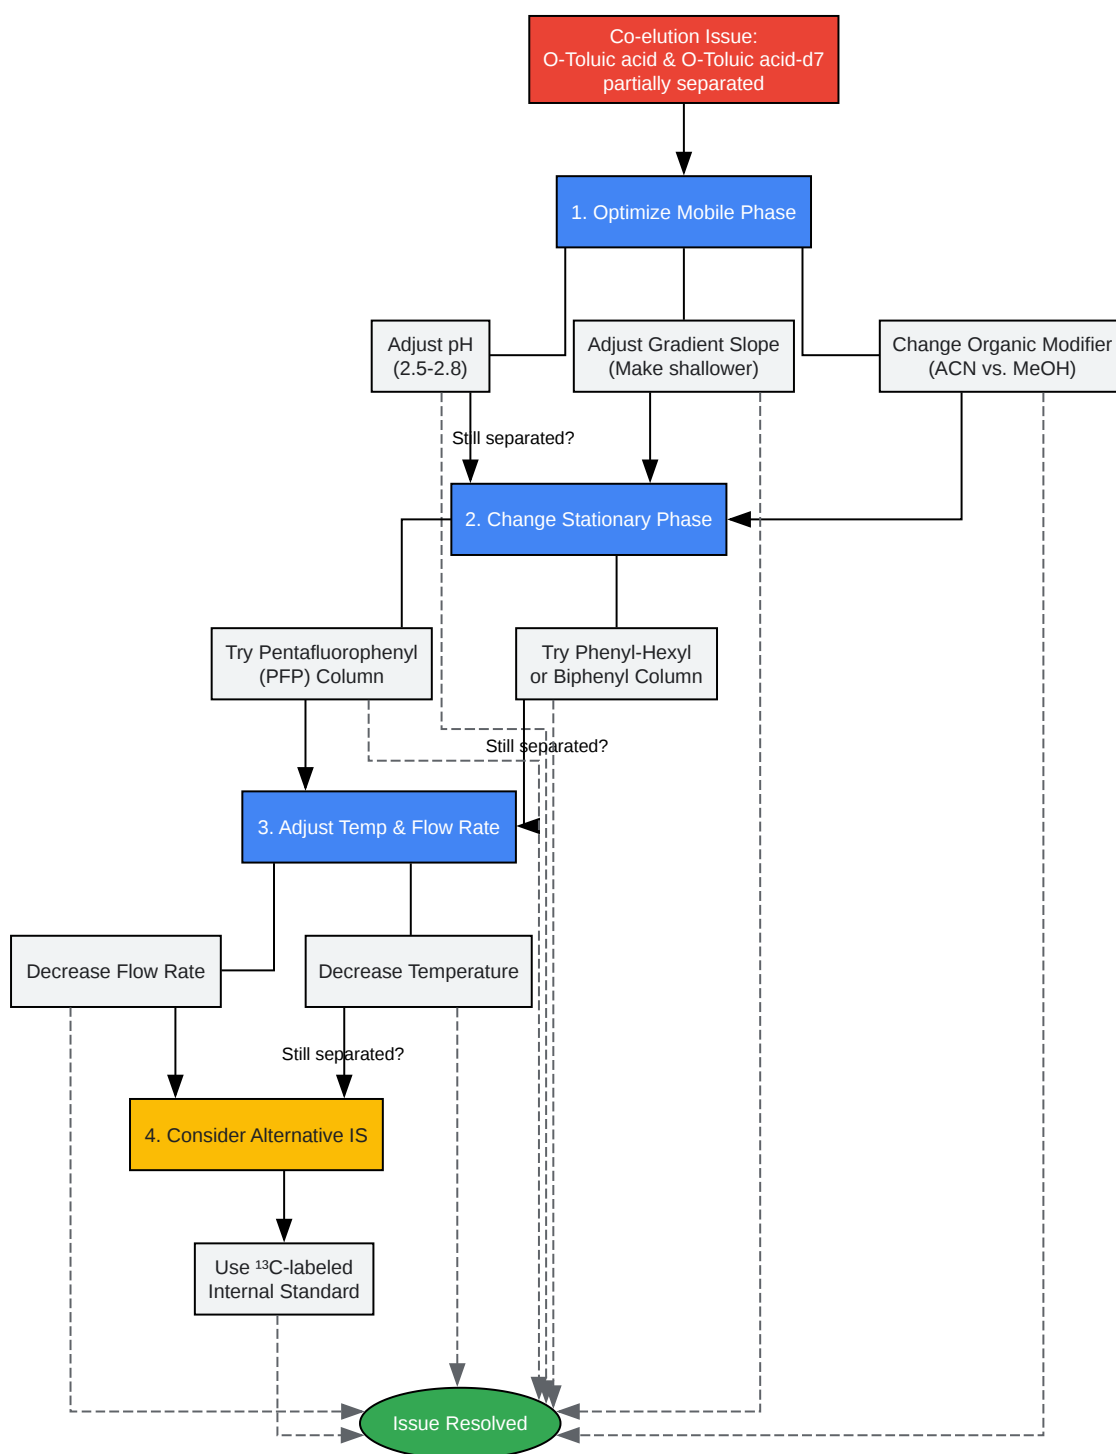 Co-elution Issue:
O-Toluic acid & O-Toluic acid-d7
partially separated
1. Optimize Mobile Phase
Adjust pH
(2.5-2.8)
Adjust Gradient Slope
(Make shallower)
Change Organic Modifier
(ACN vs. MeOH)
Still separated?
2. Change Stationary Phase
Try Pentafluorophenyl
(PFP) Column
Try Phenyl-Hexyl
or Biphenyl Column
Still separated?
3. Adjust Temp & Flow Rate
Decrease Flow Rate
Decrease Temperature
Still separated?
4. Consider Alternative IS
Use ¹³C-labeled
Internal Standard
Issue Resolved